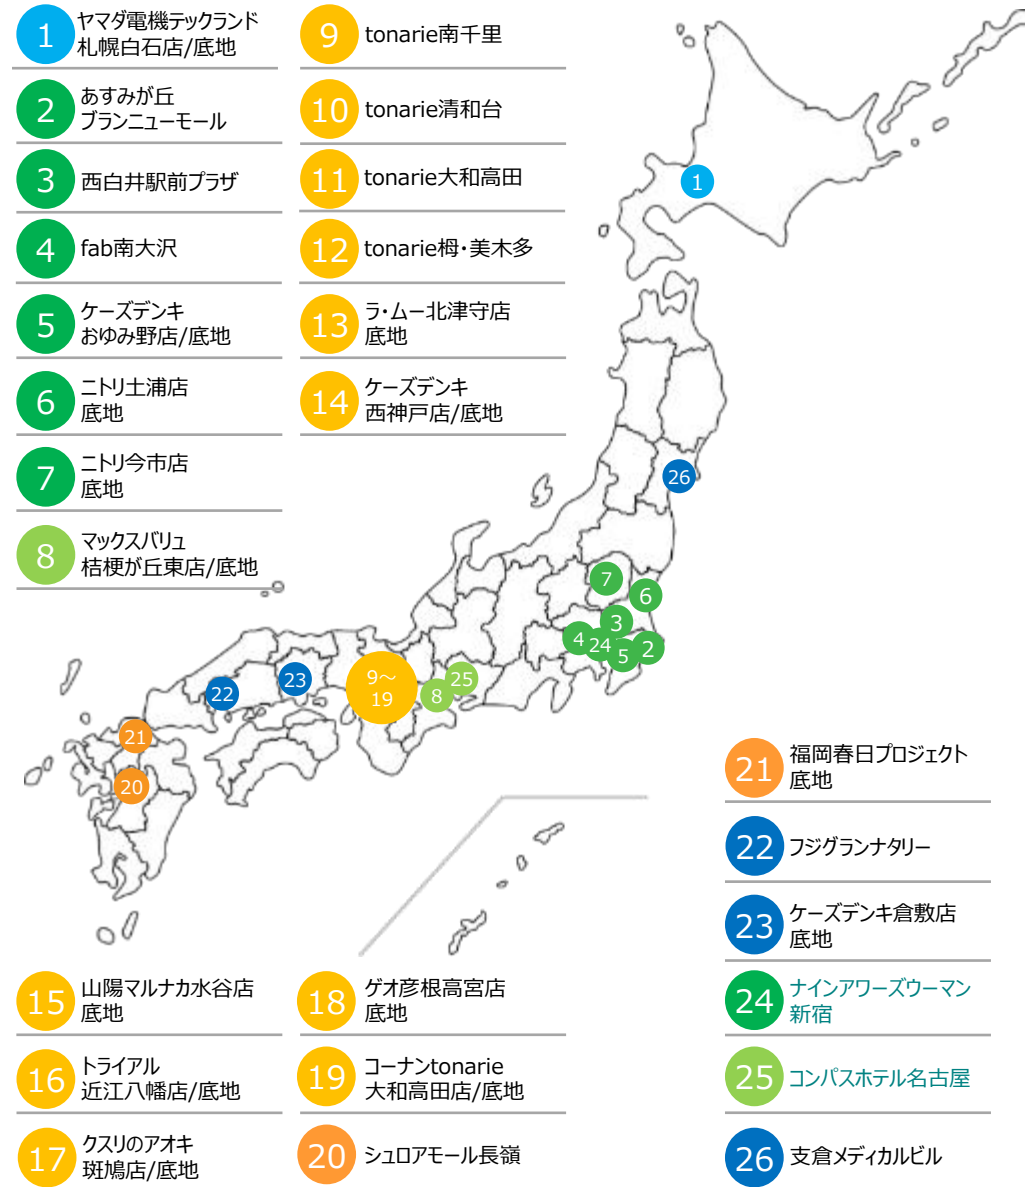 1
ヤマダ電機テックランド
札幌白石店/底地
2
あすみが丘
ブランニューモール
3
西白井駅前プラザ
4
fab南大沢
5
ケーズデンキ
おゆみ野店/底地
6
ニトリ土浦店
底地
7
ニトリ今市店
底地
8
マックスバリュ
桔梗が丘東店/底地
9
tonarie南千里
10
tonarie清和台
11
tonarie大和高田
12
tonarie栂・美木多
13
ラ・ムー北津守店
底地
14
ケーズデンキ
西神戸店/底地
1
26
7
6
3
4
24
5
2
9～
19
25
8
23
22
21
20
15
山陽マルナカ水谷店
底地
16
トライアル
近江八幡店/底地
17
クスリのアオキ
斑鳩店/底地
18
ゲオ彦根高宮店
底地
19
コーナンtonarie
大和高田店/底地
20
シュロアモール長嶺
21
福岡春日プロジェクト
底地
22
フジグランナタリー
23
ケーズデンキ倉敷店
底地
24
ナインアワーズウーマン
新宿
25
コンパスホテル名古屋
26
支倉メディカルビル